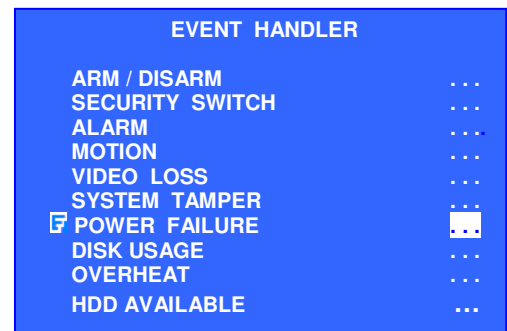 EVENT HANDLER
ARM / DISARM ...
SECURITY SWITCH ...
ALARM ....
MOTION ...
VIDEO LOSS ...
SYSTEM TAMPER ...
F POWER FAILURE ...
DISK USAGE ...
OVERHEAT ...
HDD AVAILABLE ...